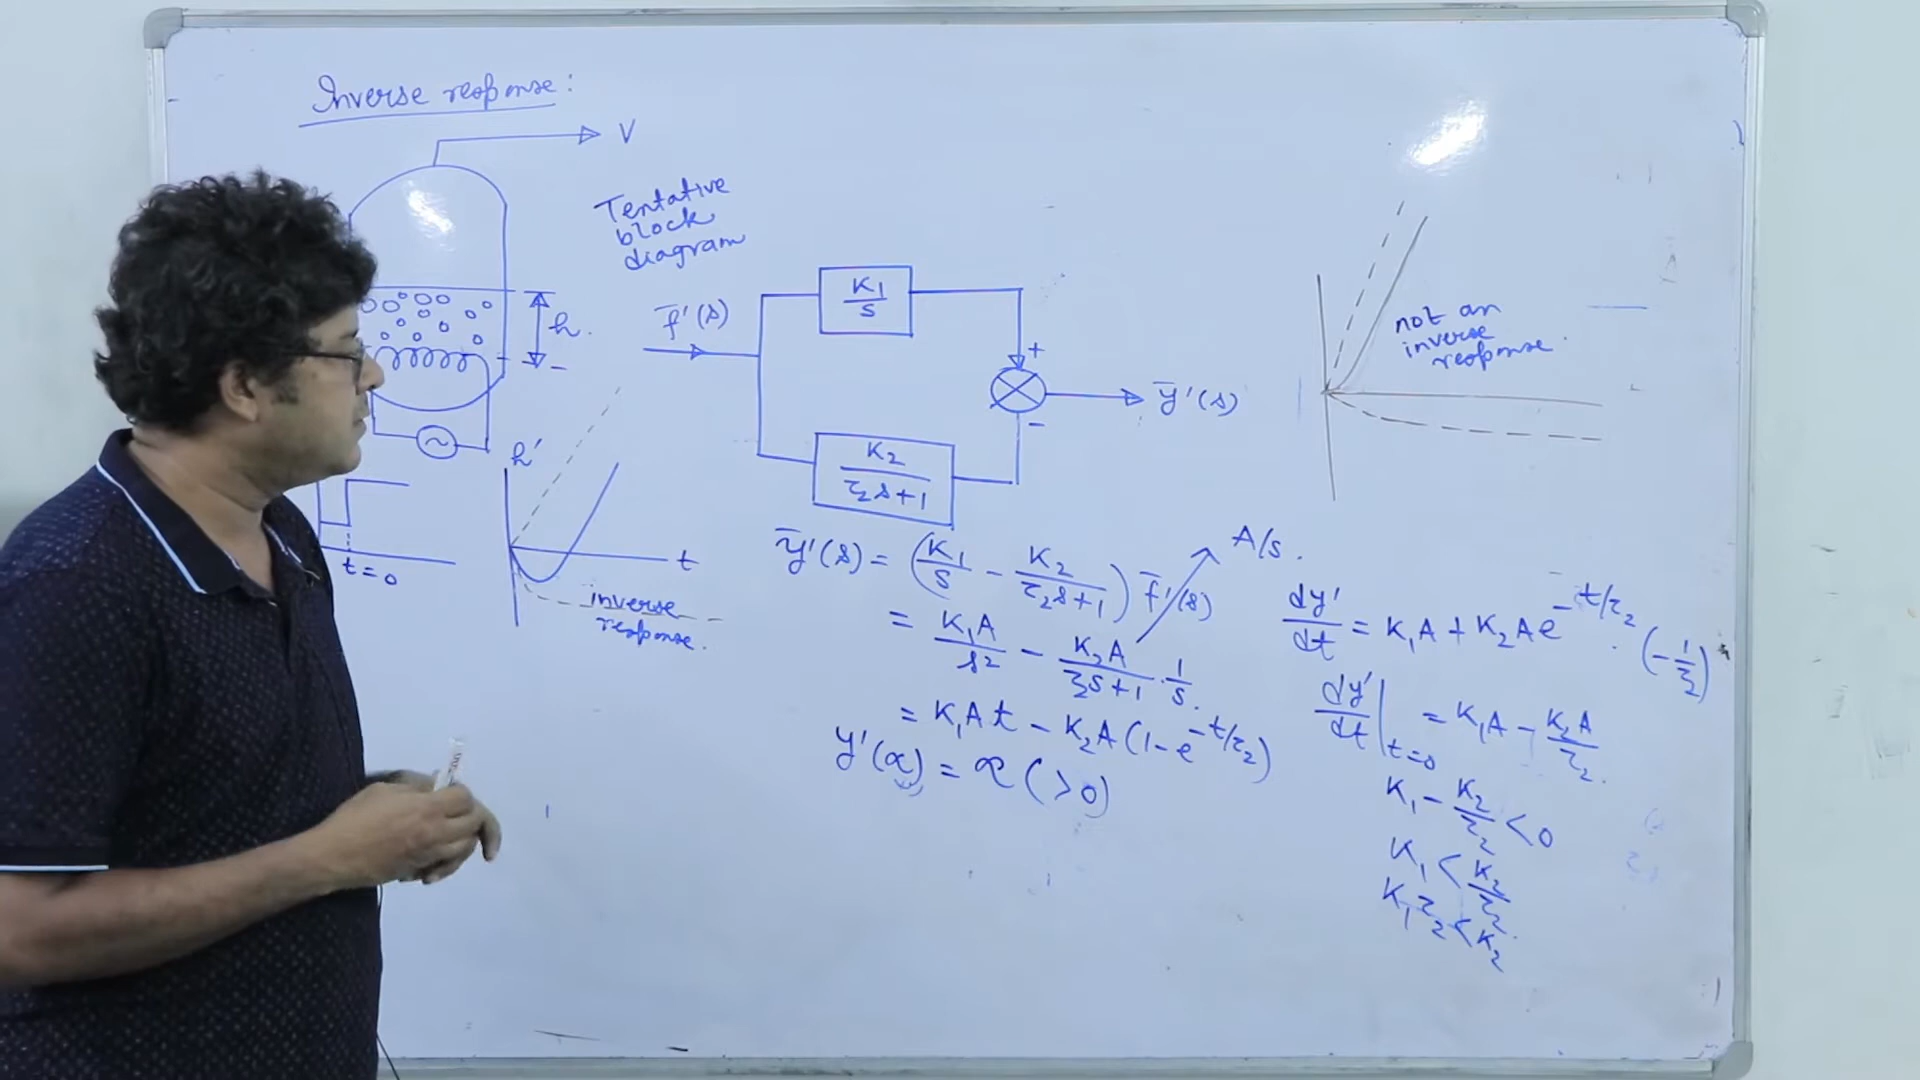 Inverse response:
V
h.
t=0
h'
t
inverse
response.
Tentative
block
diagram
f̄'(s)
K₁/s
K₂/(τ₂s+1)
+
-
ȳ'(s)
not an
inverse
response.
ȳ'(s) = (K₁/s - K₂/(τ₂s+1)) f̄'(s)
A/s.
= K₁A/s² - K₂A/(τ₂s+1) · 1/s.
= K₁At - K₂A(1-e^(-t/τ₂))
y'(∝) = ∝ (>0)
dy'/dt = K₁A + K₂Ae^(-t/τ₂) · (-1/τ₂)
dy'/dt|t=0 = K₁A - K₂A/τ₂.
K₁ - K₂/τ₂ < 0
K₁ < K₂/τ₂.
K₁τ₂ < K₂